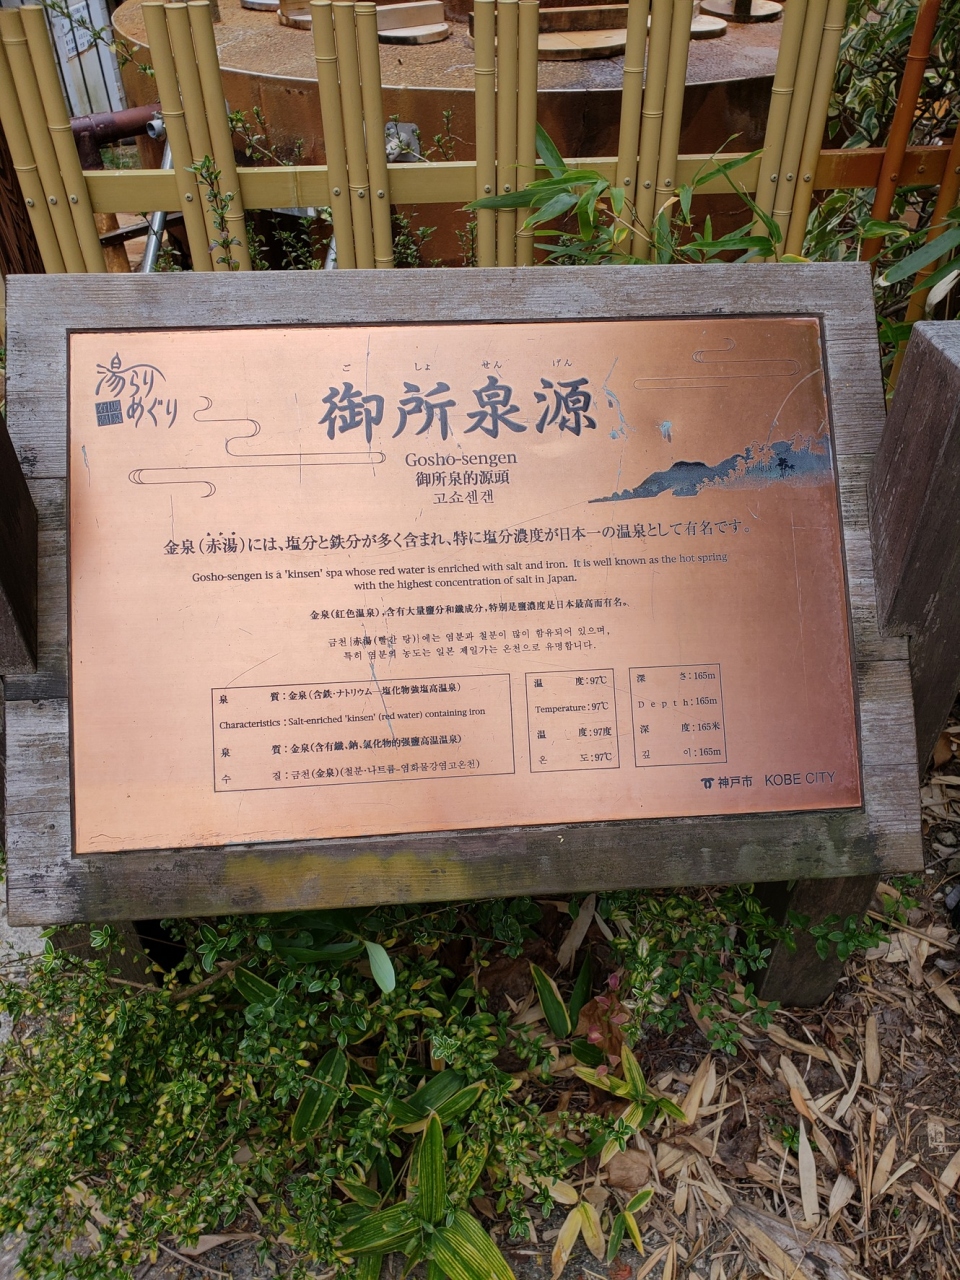 湯らり
めぐり
有馬
温泉
ご しょ せん げん
御所泉源
Gosho-sengen
御所泉的源頭
고쇼센갠
金泉（赤湯）には、塩分と鉄分が多く含まれ、特に塩分濃度が日本一の温泉として有名です。
Gosho-sengen is a 'kinsen' spa whose red water is enriched with salt and iron. It is well known as the hot spring
with the highest concentration of salt in Japan.
金泉（紅色温泉），含有大量鹽分和鐵成分，特別是鹽濃度是日本最高而有名。
금천|赤湯(빨간 탕)|에는 염분과 철분이 많이 함유되어 있으며,
특히 염분의 농도는 일본 제일가는 온천으로 유명합니다.
泉 質：金泉（含鉄・ナトリウム―塩化物強塩高温泉）
Characteristics : Salt-enriched 'kinsen' (red water) containing iron
泉 質：金泉（含有鐵、鈉、氯化物的强鹽高温温泉）
수 질：금천(金泉)(철분·나트륨-염화물강염고온천)
温 度：97℃
Temperature：97℃
温 度：97度
온 도：97℃
深 さ：165m
Depth：165m
深 度：165米
깊 이：165m
神戸市 KOBE CITY